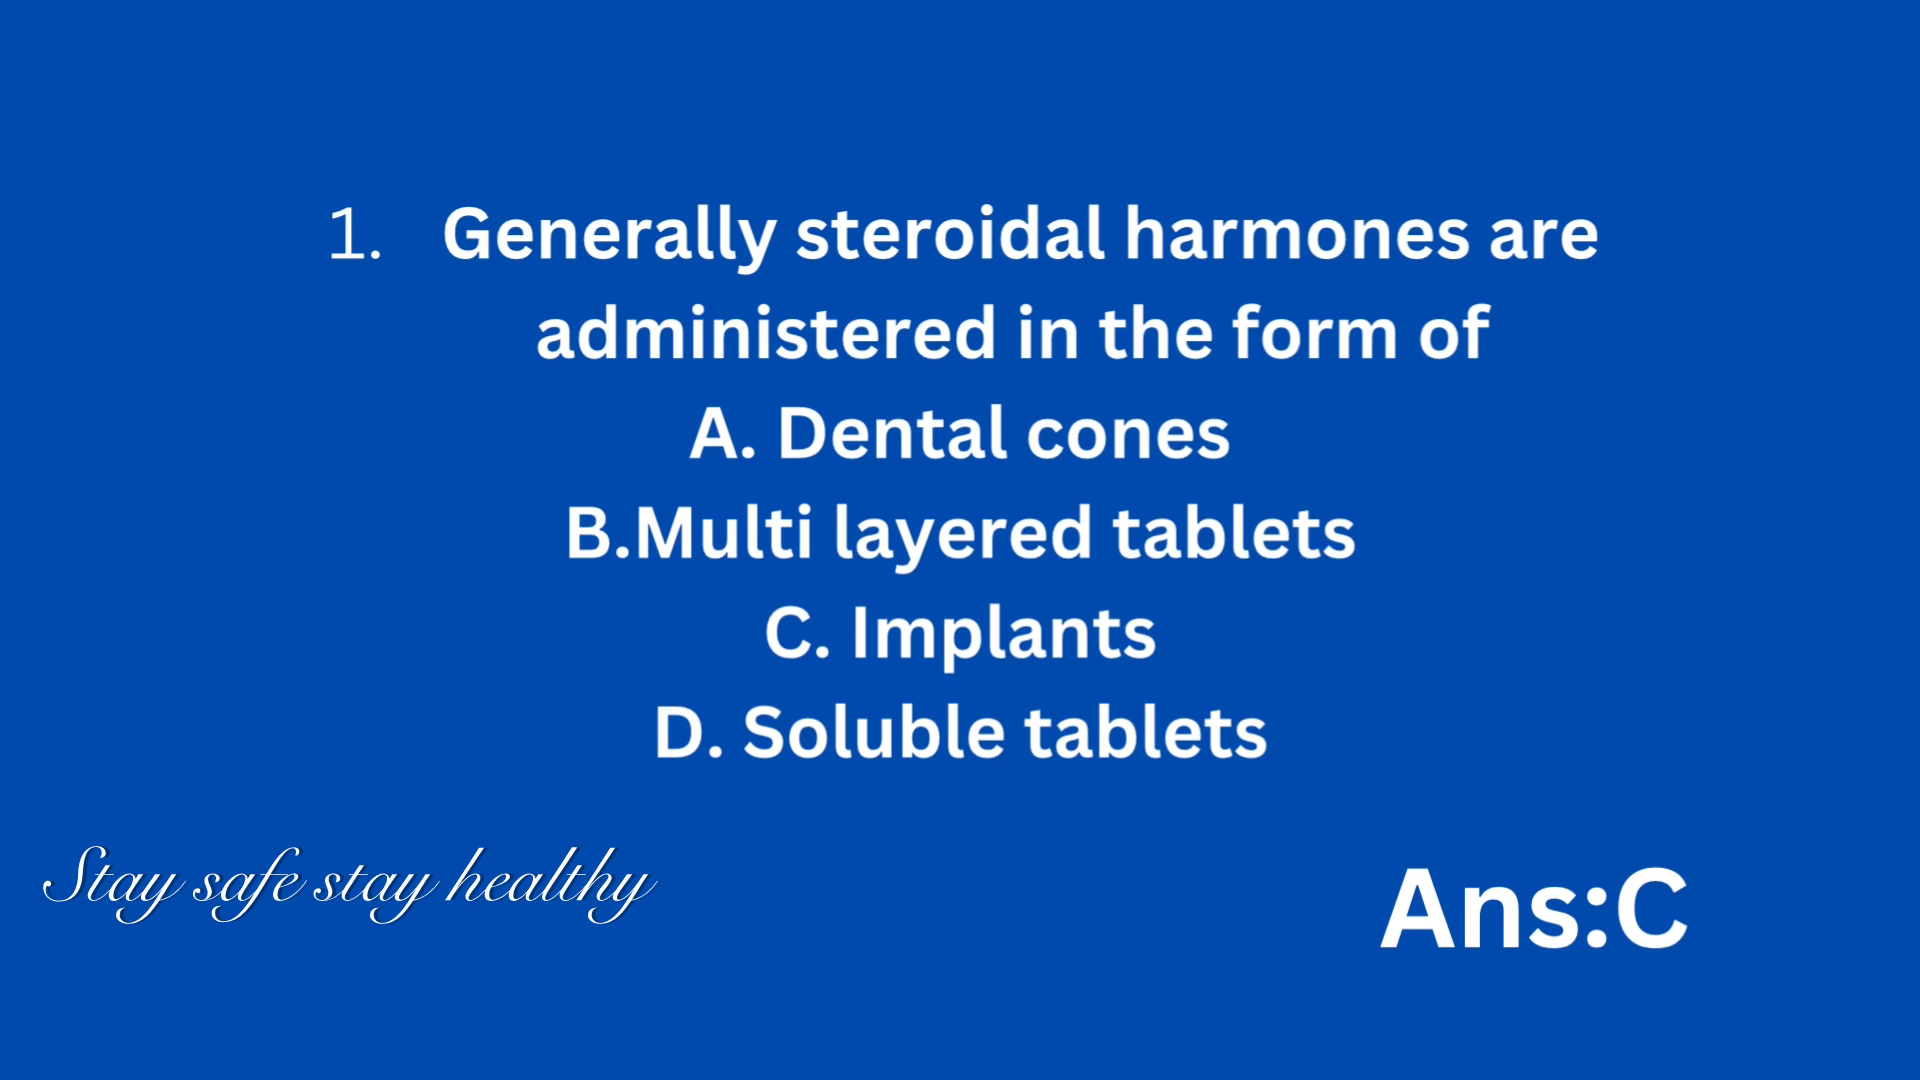 1. Generally steroidal harmones are
administered in the form of
A. Dental cones
B.Multi layered tablets
C. Implants
D. Soluble tablets
Stay safe stay healthy
Ans:C